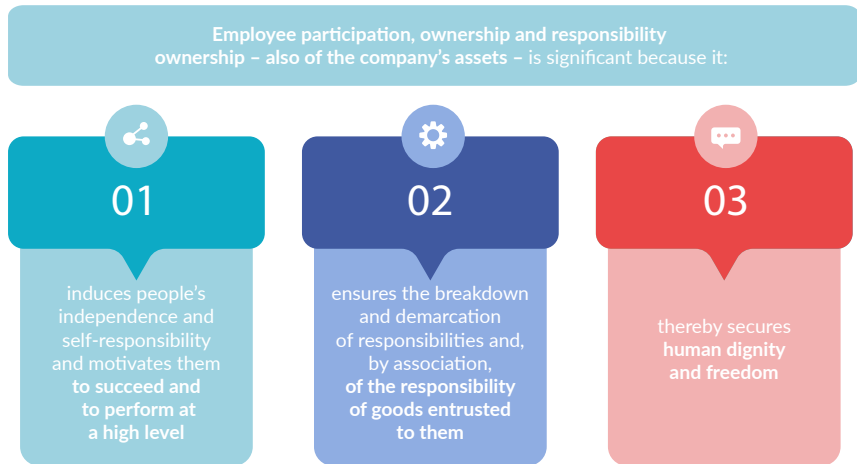 Employee participation, ownership and responsibility
ownership – also of the company's assets – is significant because it:
01
induces people's
independence and
self-responsibility
and motivates them
to succeed and
to perform at
a high level
02
ensures the breakdown
and demarcation
of responsibilities and,
by association,
of the responsibility
of goods entrusted
to them
03
thereby secures
human dignity
and freedom